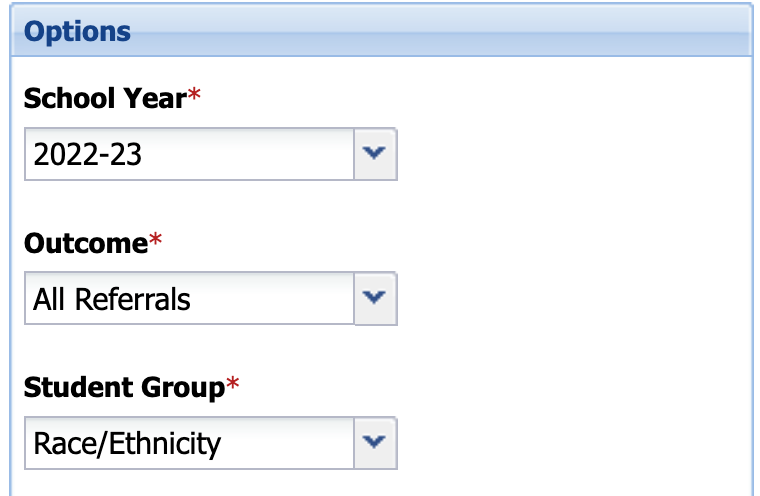 Options
School Year*
2022-23
Outcome*
All Referrals
Student Group*
Race/Ethnicity